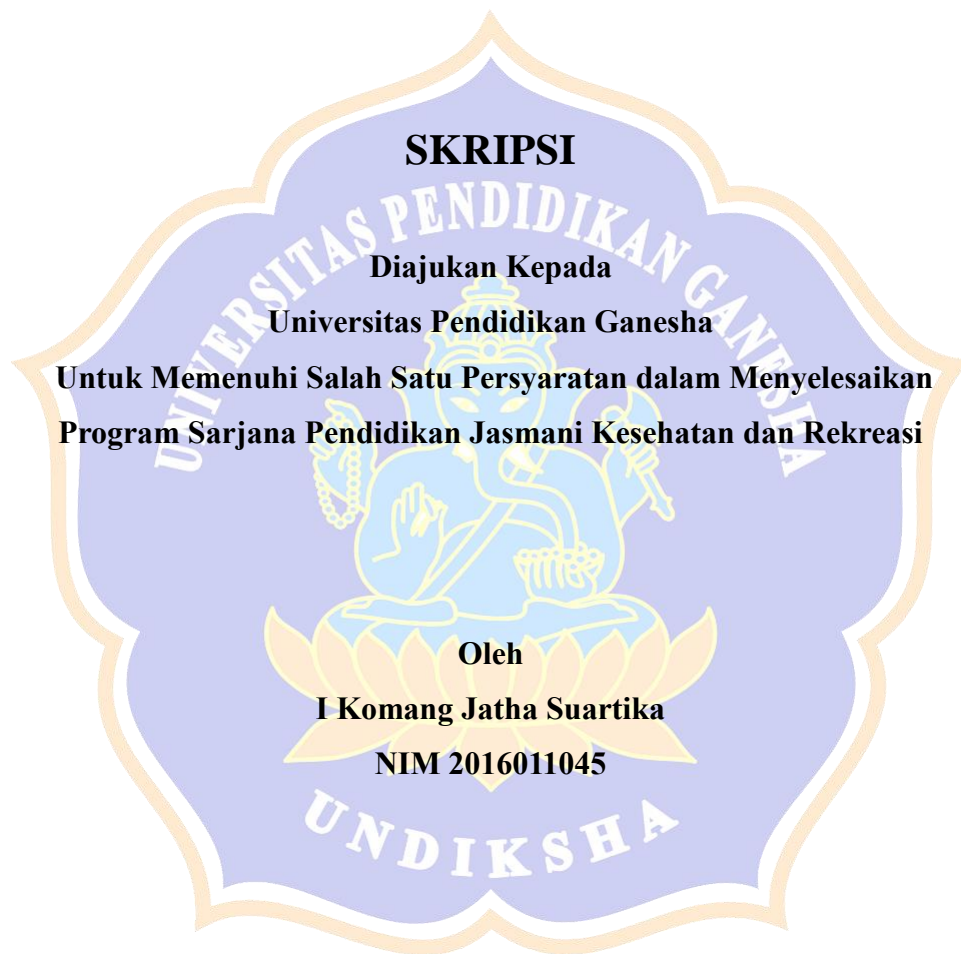 SKRIPSI
UNIVERSITAS PENDIDIKAN GANESHA
Diajukan Kepada
Universitas Pendidikan Ganesha
Untuk Memenuhi Salah Satu Persyaratan dalam Menyelesaikan
Program Sarjana Pendidikan Jasmani Kesehatan dan Rekreasi
Oleh
I Komang Jatha Suartika
NIM 2016011045
UNDIKSHA